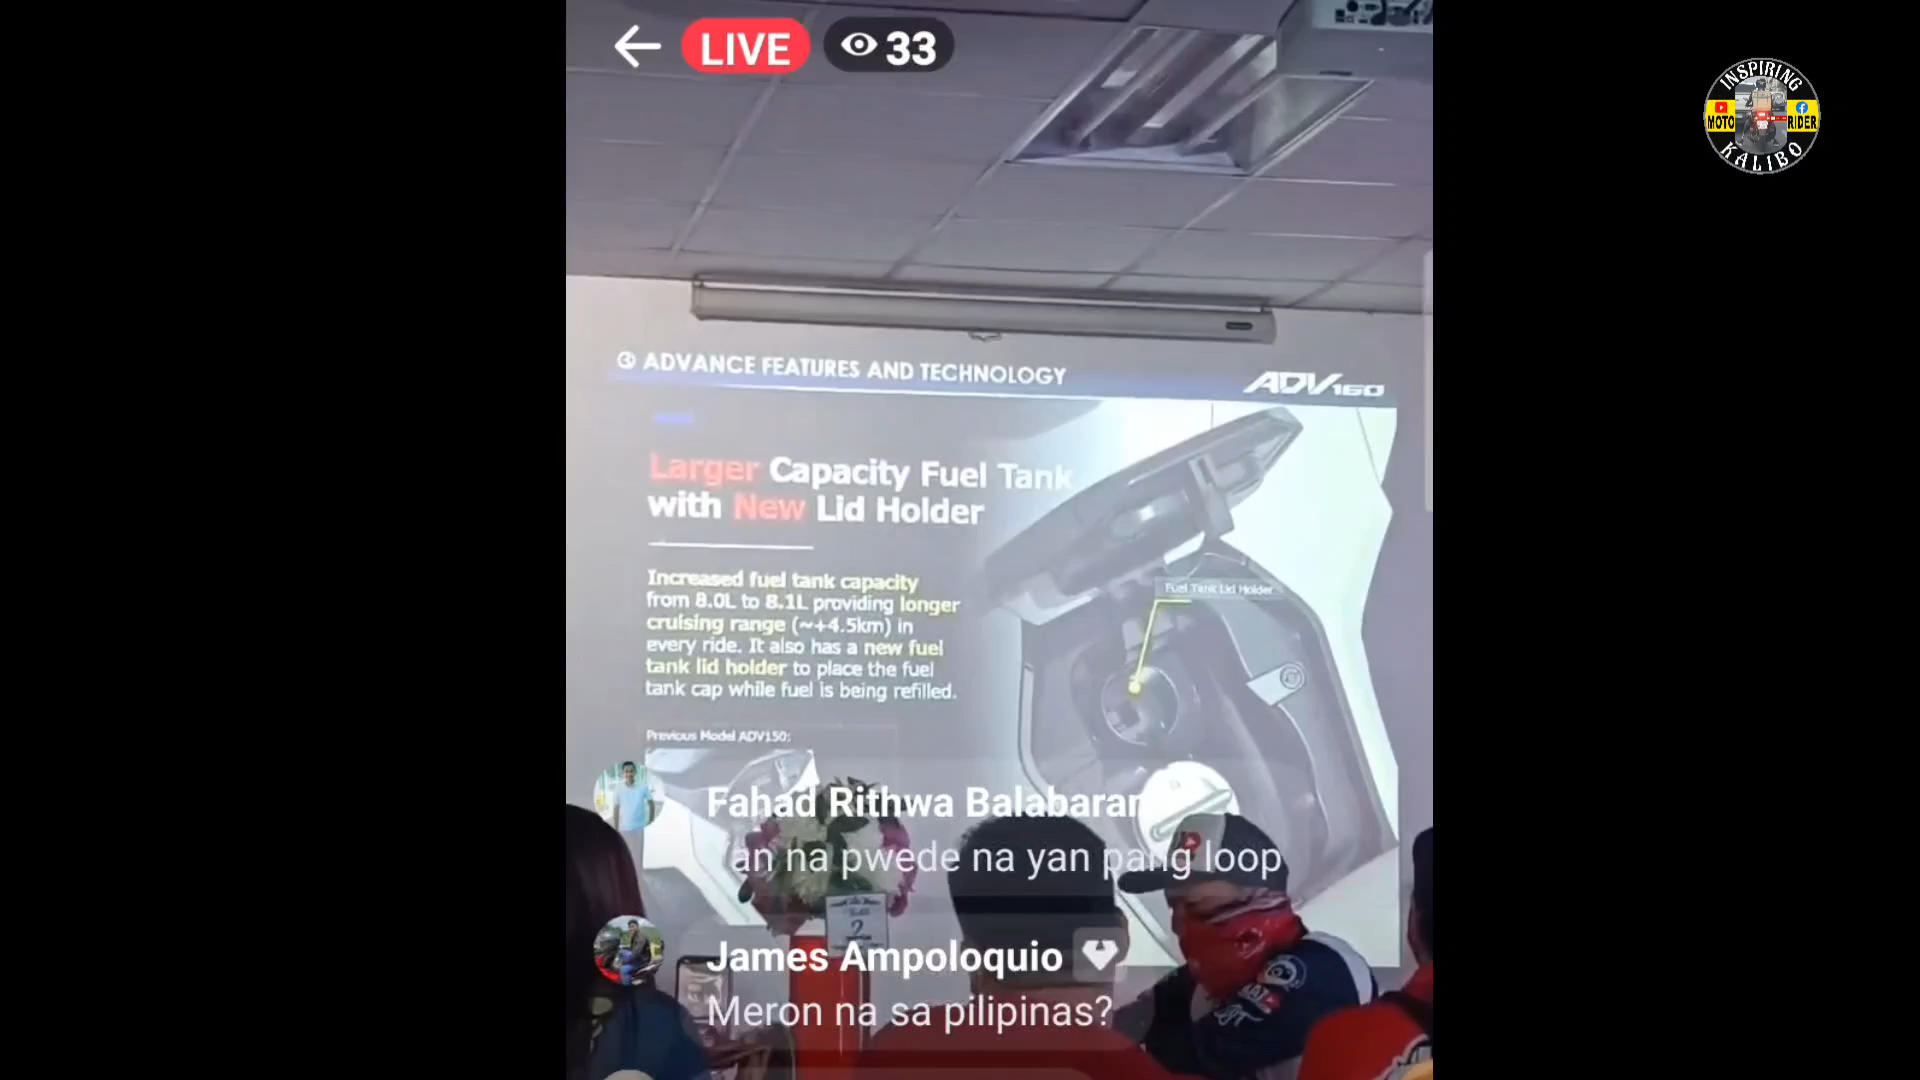 LIVE 33
INSPIRING
MOTO RIDER
KALIBO
③ ADVANCE FEATURES AND TECHNOLOGY
ADV160
Larger Capacity Fuel Tank
with New Lid Holder
Increased fuel tank capacity
from 8.0L to 8.1L providing longer
cruising range (~+4.5km) in
every ride. It also has a new fuel
tank lid holder to place the fuel
tank cap while fuel is being refilled.
Fuel Tank Lid Holder
Previous Model ADV150:
Fahad Rithwa Balabaran
an na pwede na yan pang loop
2
James Ampoloquio
Meron na sa pilipinas?